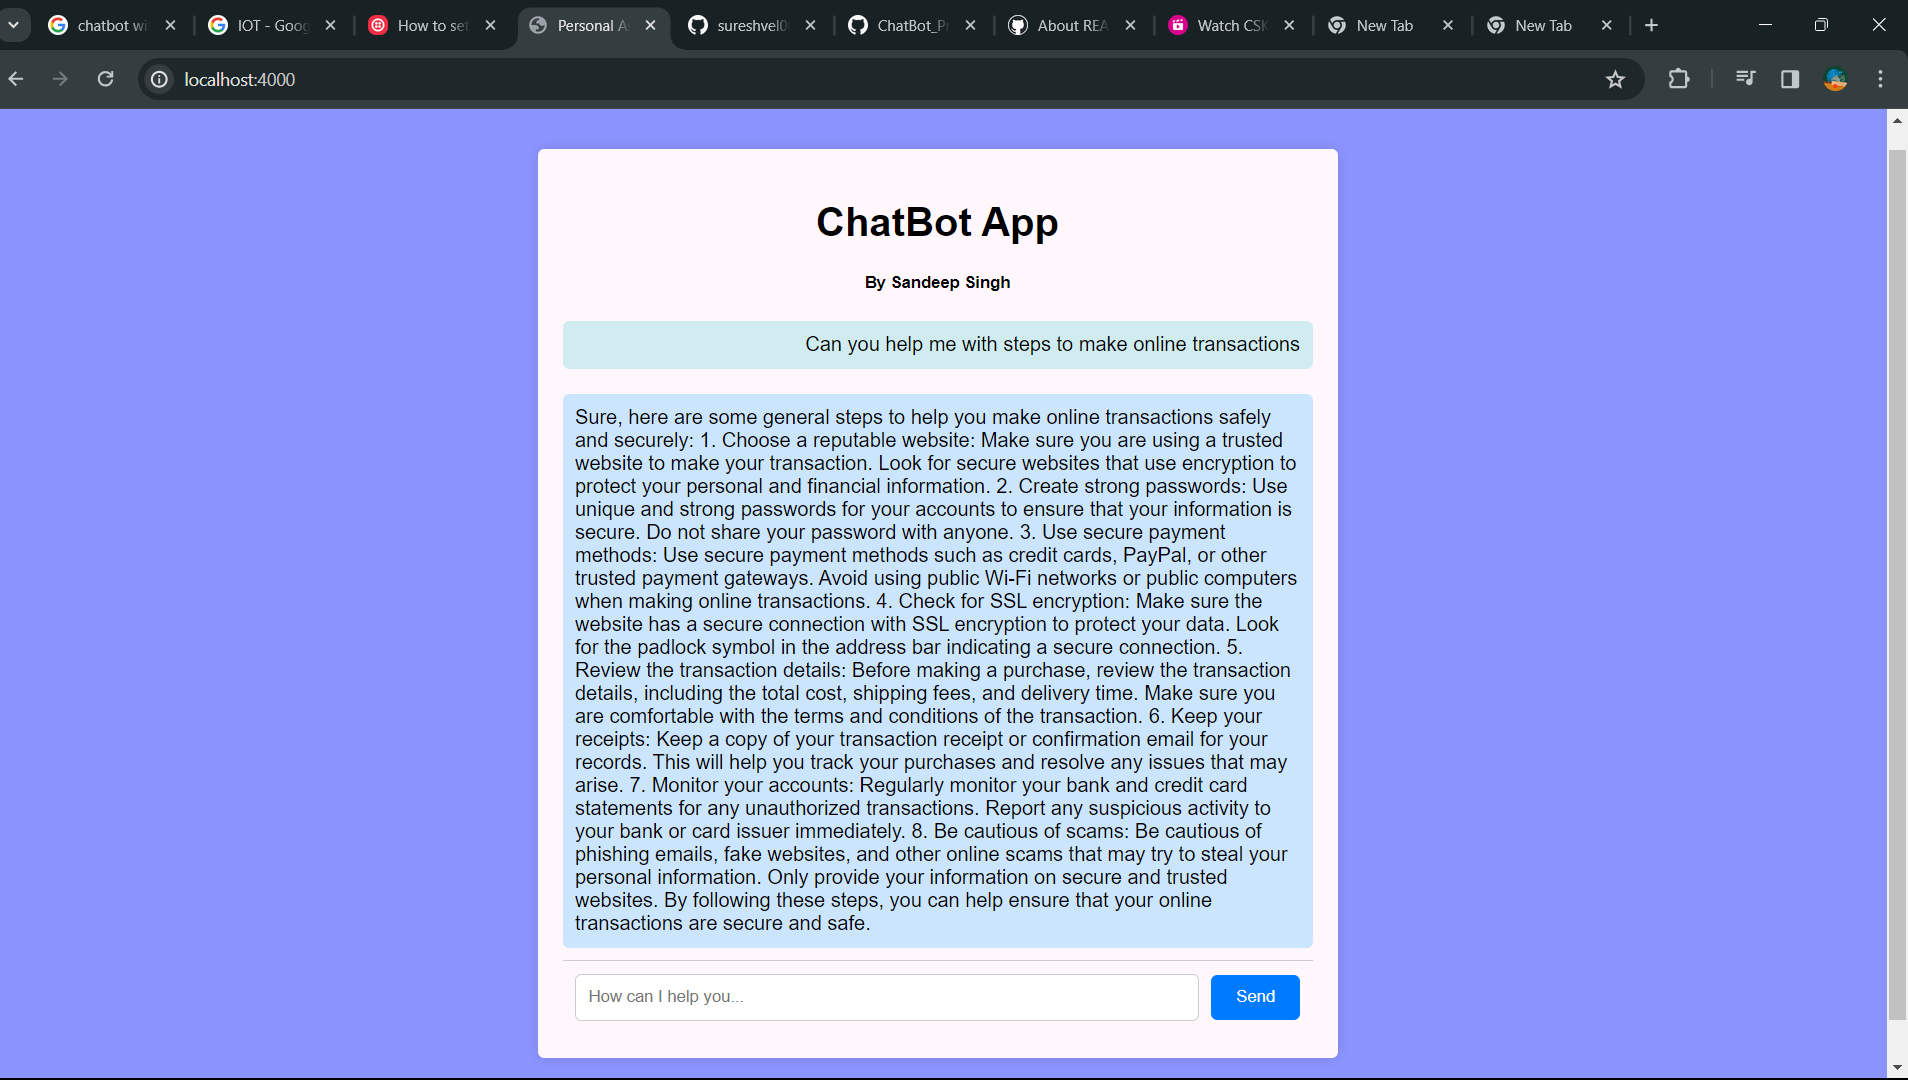 chatbot wi
IOT - Goog
How to set
Personal A
sureshvel0
ChatBot_Pr
About REA
Watch CSK
New Tab
New Tab
localhost:4000
ChatBot App
By Sandeep Singh
Can you help me with steps to make online transactions
Sure, here are some general steps to help you make online transactions safely
and securely: 1. Choose a reputable website: Make sure you are using a trusted
website to make your transaction. Look for secure websites that use encryption to
protect your personal and financial information. 2. Create strong passwords: Use
unique and strong passwords for your accounts to ensure that your information is
secure. Do not share your password with anyone. 3. Use secure payment
methods: Use secure payment methods such as credit cards, PayPal, or other
trusted payment gateways. Avoid using public Wi-Fi networks or public computers
when making online transactions. 4. Check for SSL encryption: Make sure the
website has a secure connection with SSL encryption to protect your data. Look
for the padlock symbol in the address bar indicating a secure connection. 5.
Review the transaction details: Before making a purchase, review the transaction
details, including the total cost, shipping fees, and delivery time. Make sure you
are comfortable with the terms and conditions of the transaction. 6. Keep your
receipts: Keep a copy of your transaction receipt or confirmation email for your
records. This will help you track your purchases and resolve any issues that may
arise. 7. Monitor your accounts: Regularly monitor your bank and credit card
statements for any unauthorized transactions. Report any suspicious activity to
your bank or card issuer immediately. 8. Be cautious of scams: Be cautious of
phishing emails, fake websites, and other online scams that may try to steal your
personal information. Only provide your information on secure and trusted
websites. By following these steps, you can help ensure that your online
transactions are secure and safe.
How can I help you...
Send